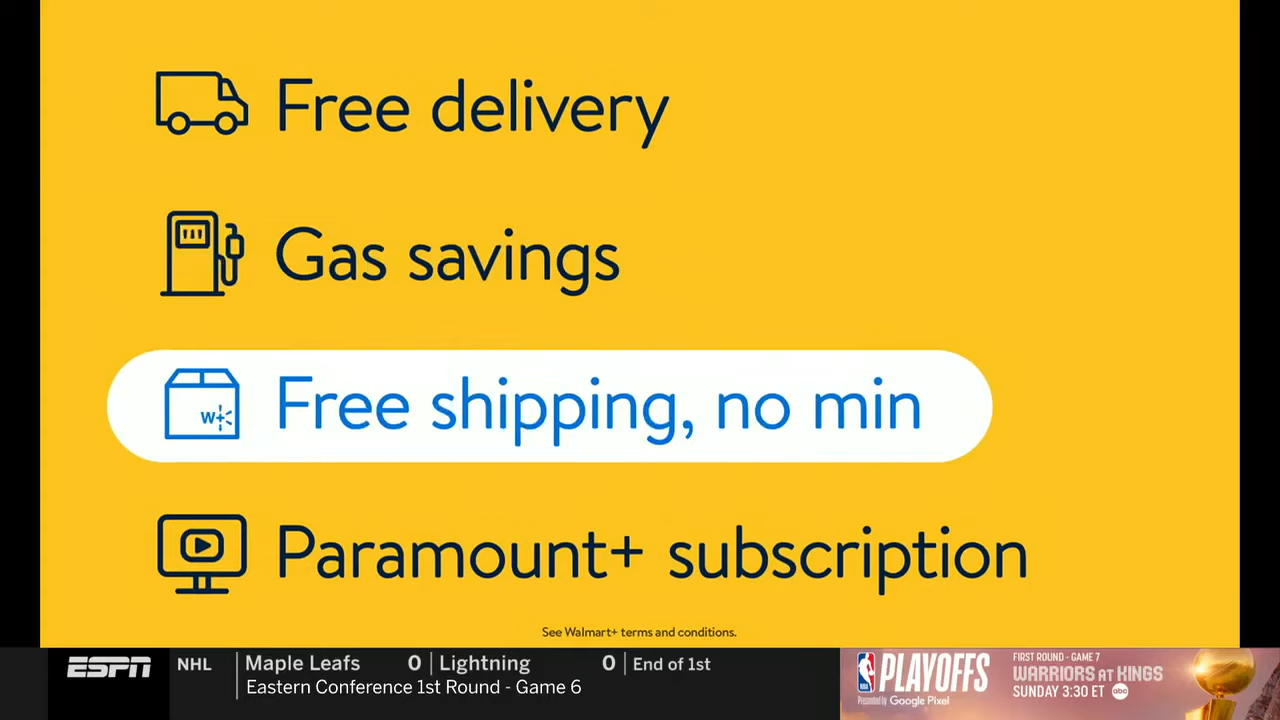 Free delivery
Gas savings
W+
Free shipping, no min
Paramount+ subscription
See Walmart+ terms and conditions.
ESPN
NHL
Maple Leafs 0 Lightning 0 End of 1st
Eastern Conference 1st Round - Game 6
NBA
PLAYOFFS
Presented by Google Pixel
FIRST ROUND - GAME 7
WARRIORS AT KINGS
SUNDAY 3:30 ET abc